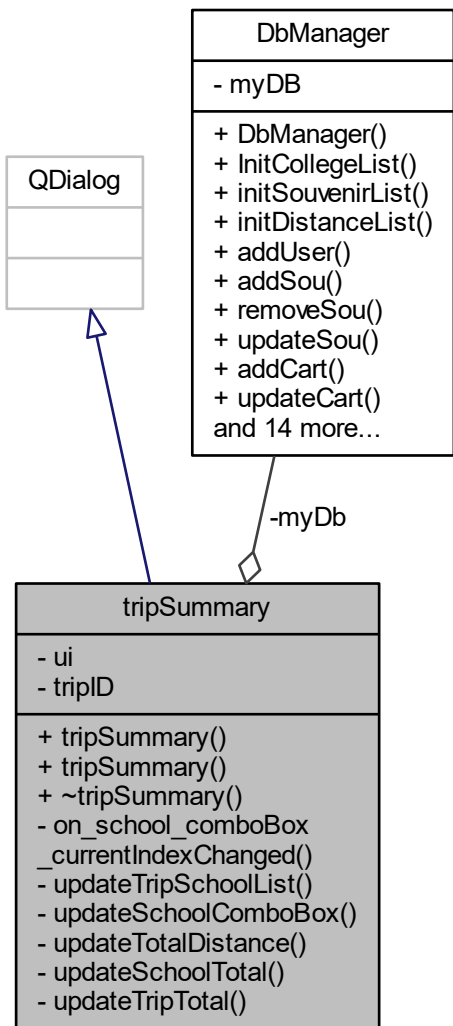 DbManager
- myDB
+ DbManager()
+ InitCollegeList()
+ initSouvenirList()
+ initDistanceList()
+ addUser()
+ addSou()
+ removeSou()
+ updateSou()
+ addCart()
+ updateCart()
and 14 more...
QDialog
-myDb
tripSummary
- ui
- tripID
+ tripSummary()
+ tripSummary()
+ ~tripSummary()
- on_school_comboBox
_currentIndexChanged()
- updateTripSchoolList()
- updateSchoolComboBox()
- updateTotalDistance()
- updateSchoolTotal()
- updateTripTotal()